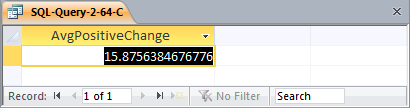 SQL-Query-2-64-C
AvgPositiveChange
15.8756384676776
Record: 1 of 1 No Filter Search